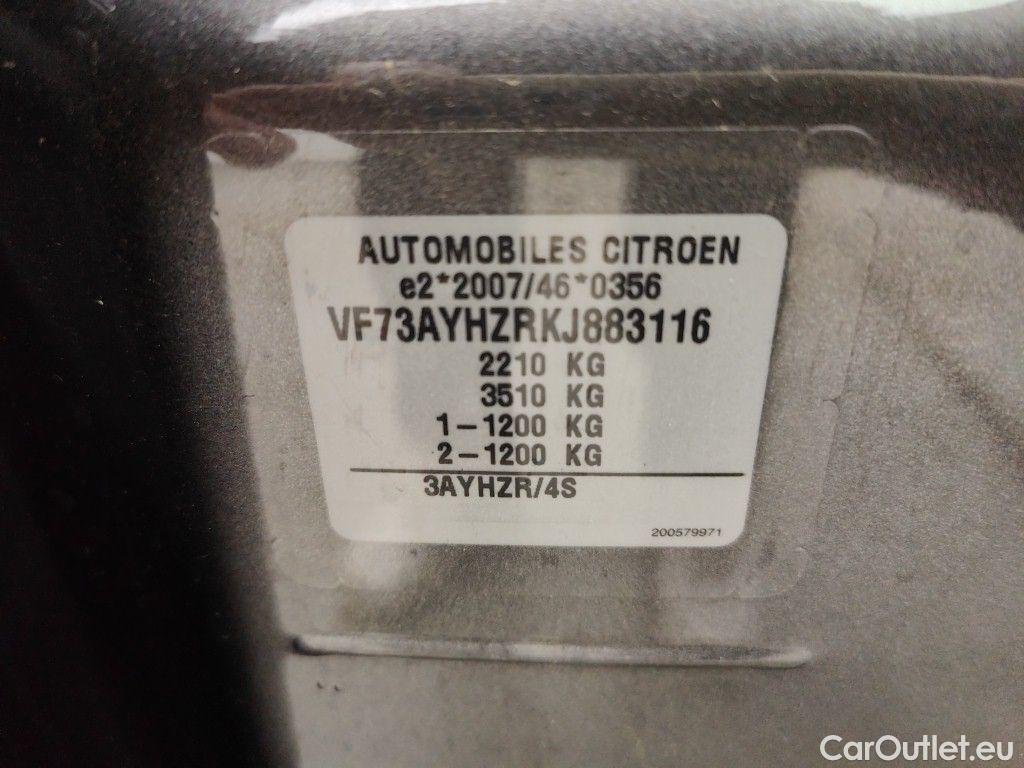 AUTOMOBILES CITROEN
e2*2007/46*0356
VF73AYHZRKJ883116
2210 KG
3510 KG
1-1200 KG
2-1200 KG
3AYHZR/4S
200579971
CarOutlet.eu